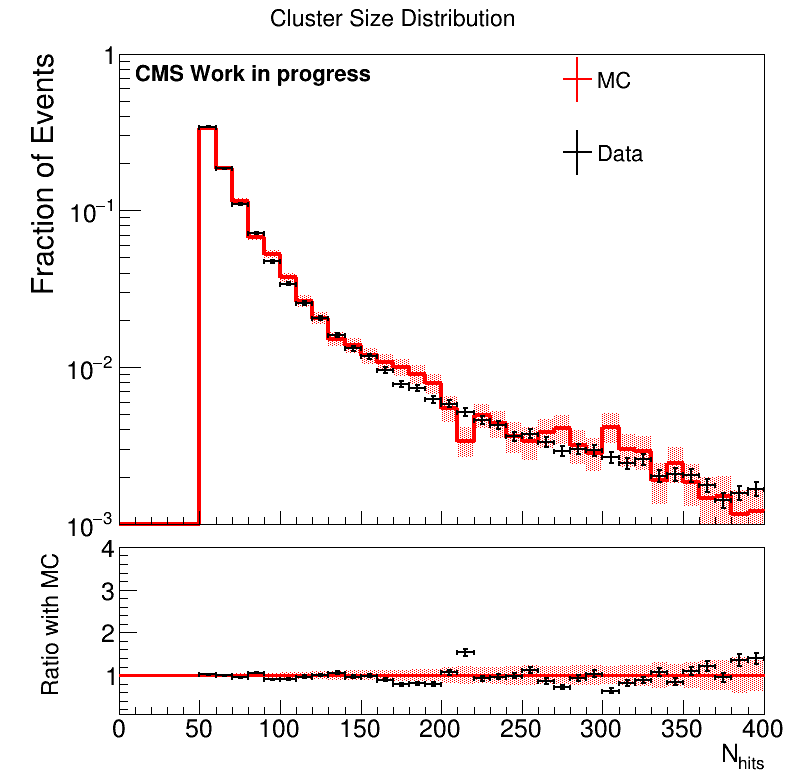 Cluster Size Distribution
CMS Work in progress
MC
Data
Fraction of Events
1
10⁻¹
10⁻²
10⁻³
Ratio with MC
4
3
2
1
0 50 100 150 200 250 300 350 400
N_hits